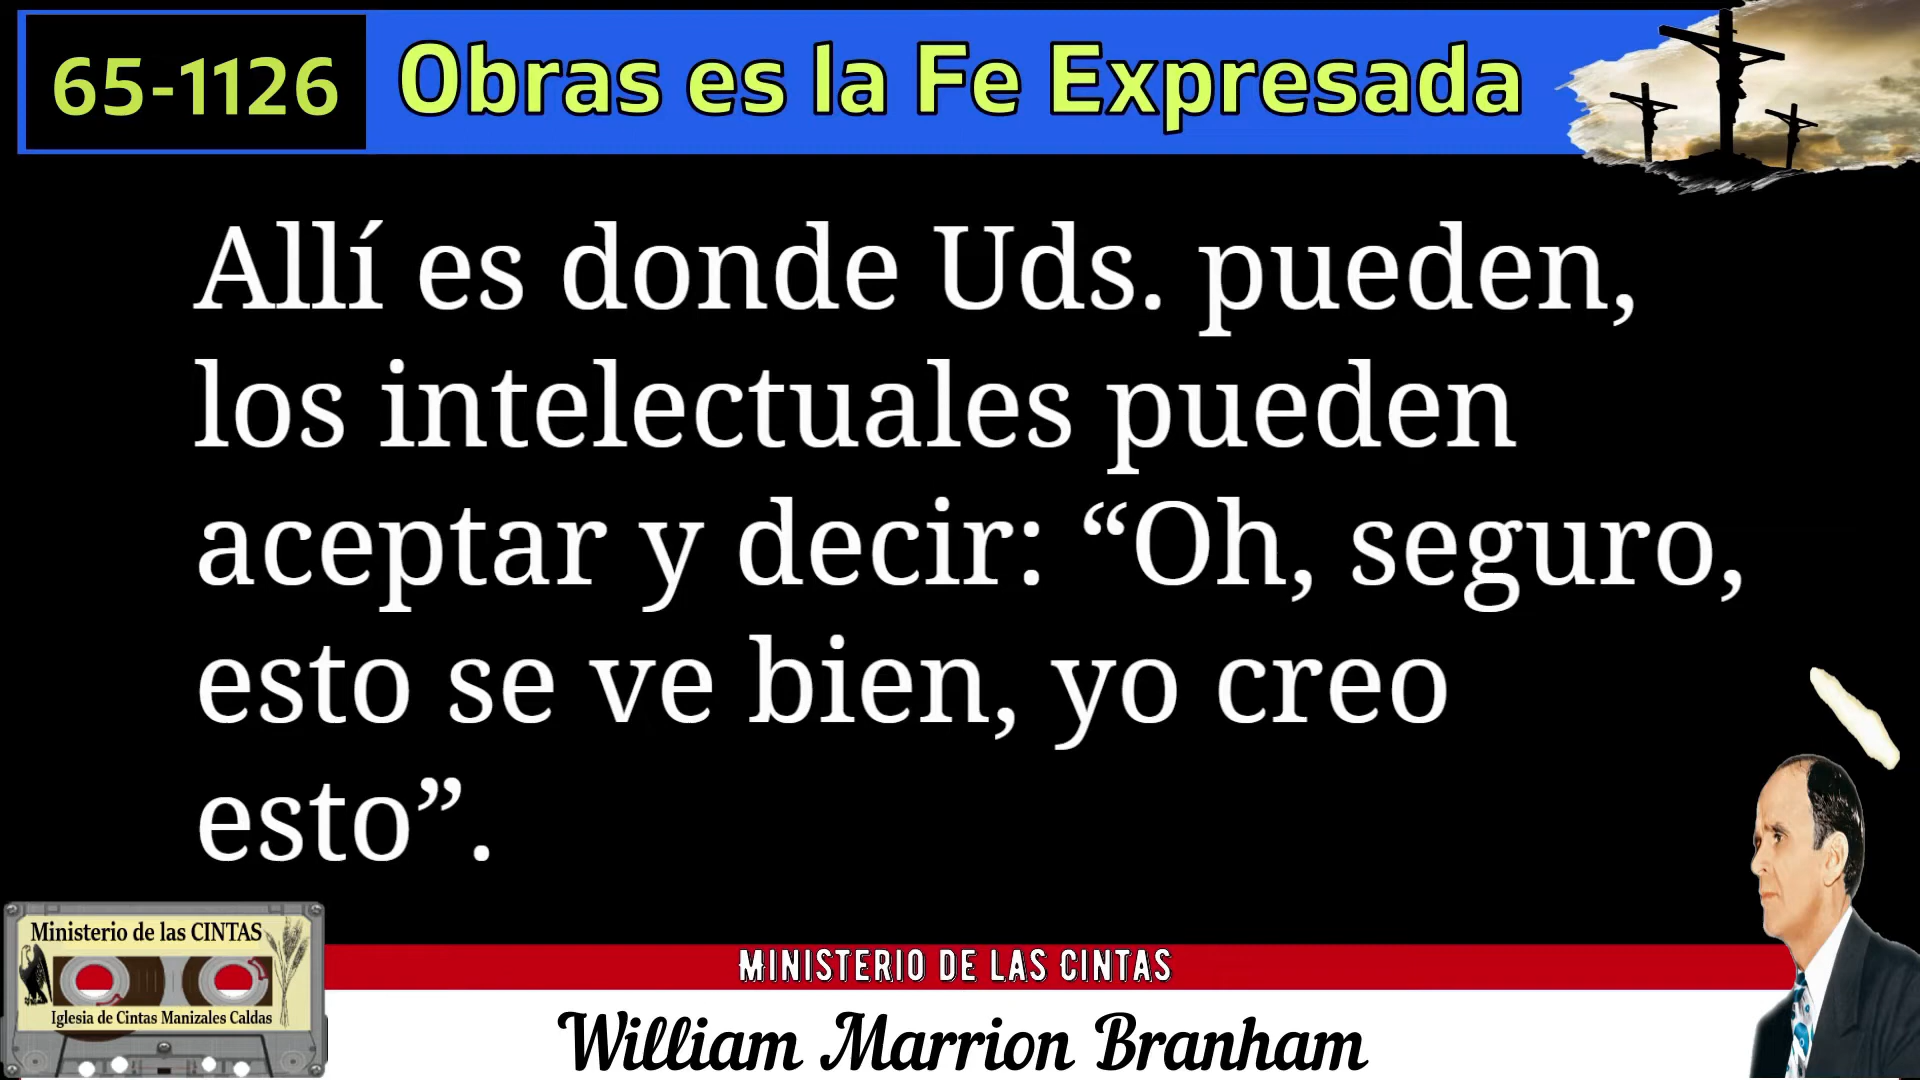 65-1126
Obras es la Fe Expresada
Allí es donde Uds. pueden,
los intelectuales pueden
aceptar y decir: “Oh, seguro,
esto se ve bien, yo creo
esto”.
Ministerio de las CINTAS
Iglesia de Cintas Manizales Caldas
MINISTERIO DE LAS CINTAS
William Marrion Branham